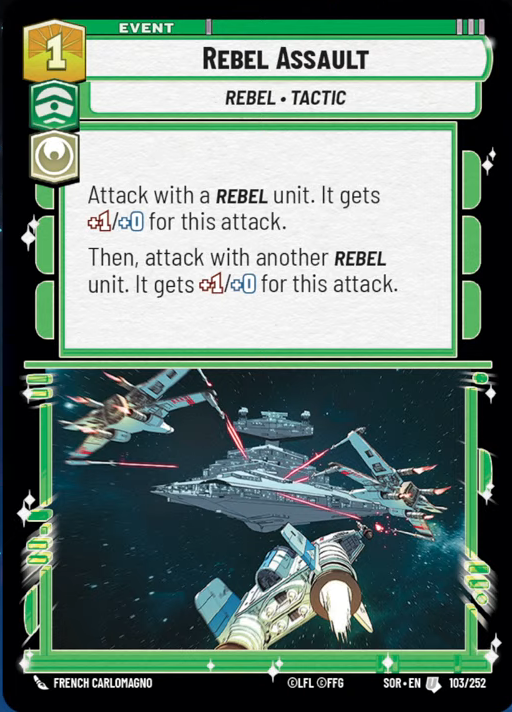 EVENT
1
REBEL ASSAULT
REBEL • TACTIC
Attack with a REBEL unit. It gets
+1/+0 for this attack.
Then, attack with another REBEL
unit. It gets +1/+0 for this attack.
FRENCH CARLOMAGNO ©LFL ©FFG SOR • EN U 103/252